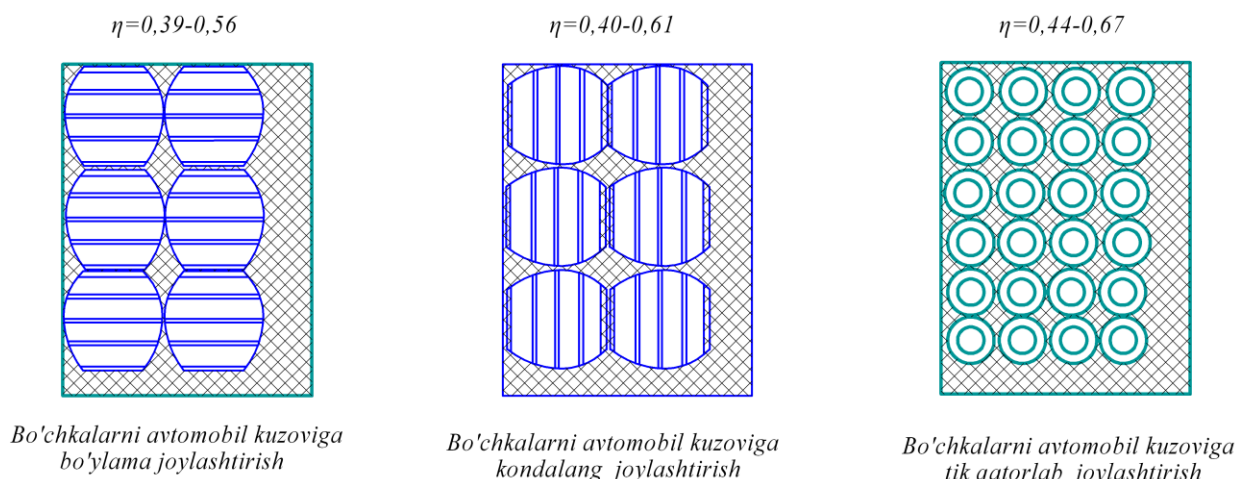 η=0,39-0,56
η=0,40-0,61
η=0,44-0,67
Bo'chkalarni avtomobil kuzoviga
bo'ylama joylashtirish
Bo'chkalarni avtomobil kuzoviga
kondalang joylashtirish
Bo'chkalarni avtomobil kuzoviga
tik qatorlab joylashtirish